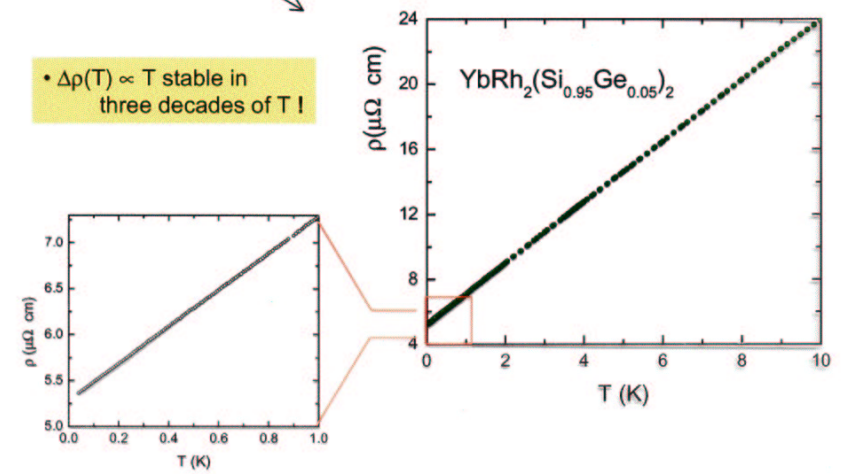 • Δρ(T) ∝ T stable in
three decades of T !
YbRh₂(Si₀.₉₅Ge₀.₀₅)₂
ρ(μΩ cm)
24
20
16
12
8
4
0 2 4 6 8 10
T (K)
ρ (μΩ cm)
7.0
6.5
6.0
5.5
5.0
0.0 0.2 0.4 0.6 0.8 1.0
T (K)